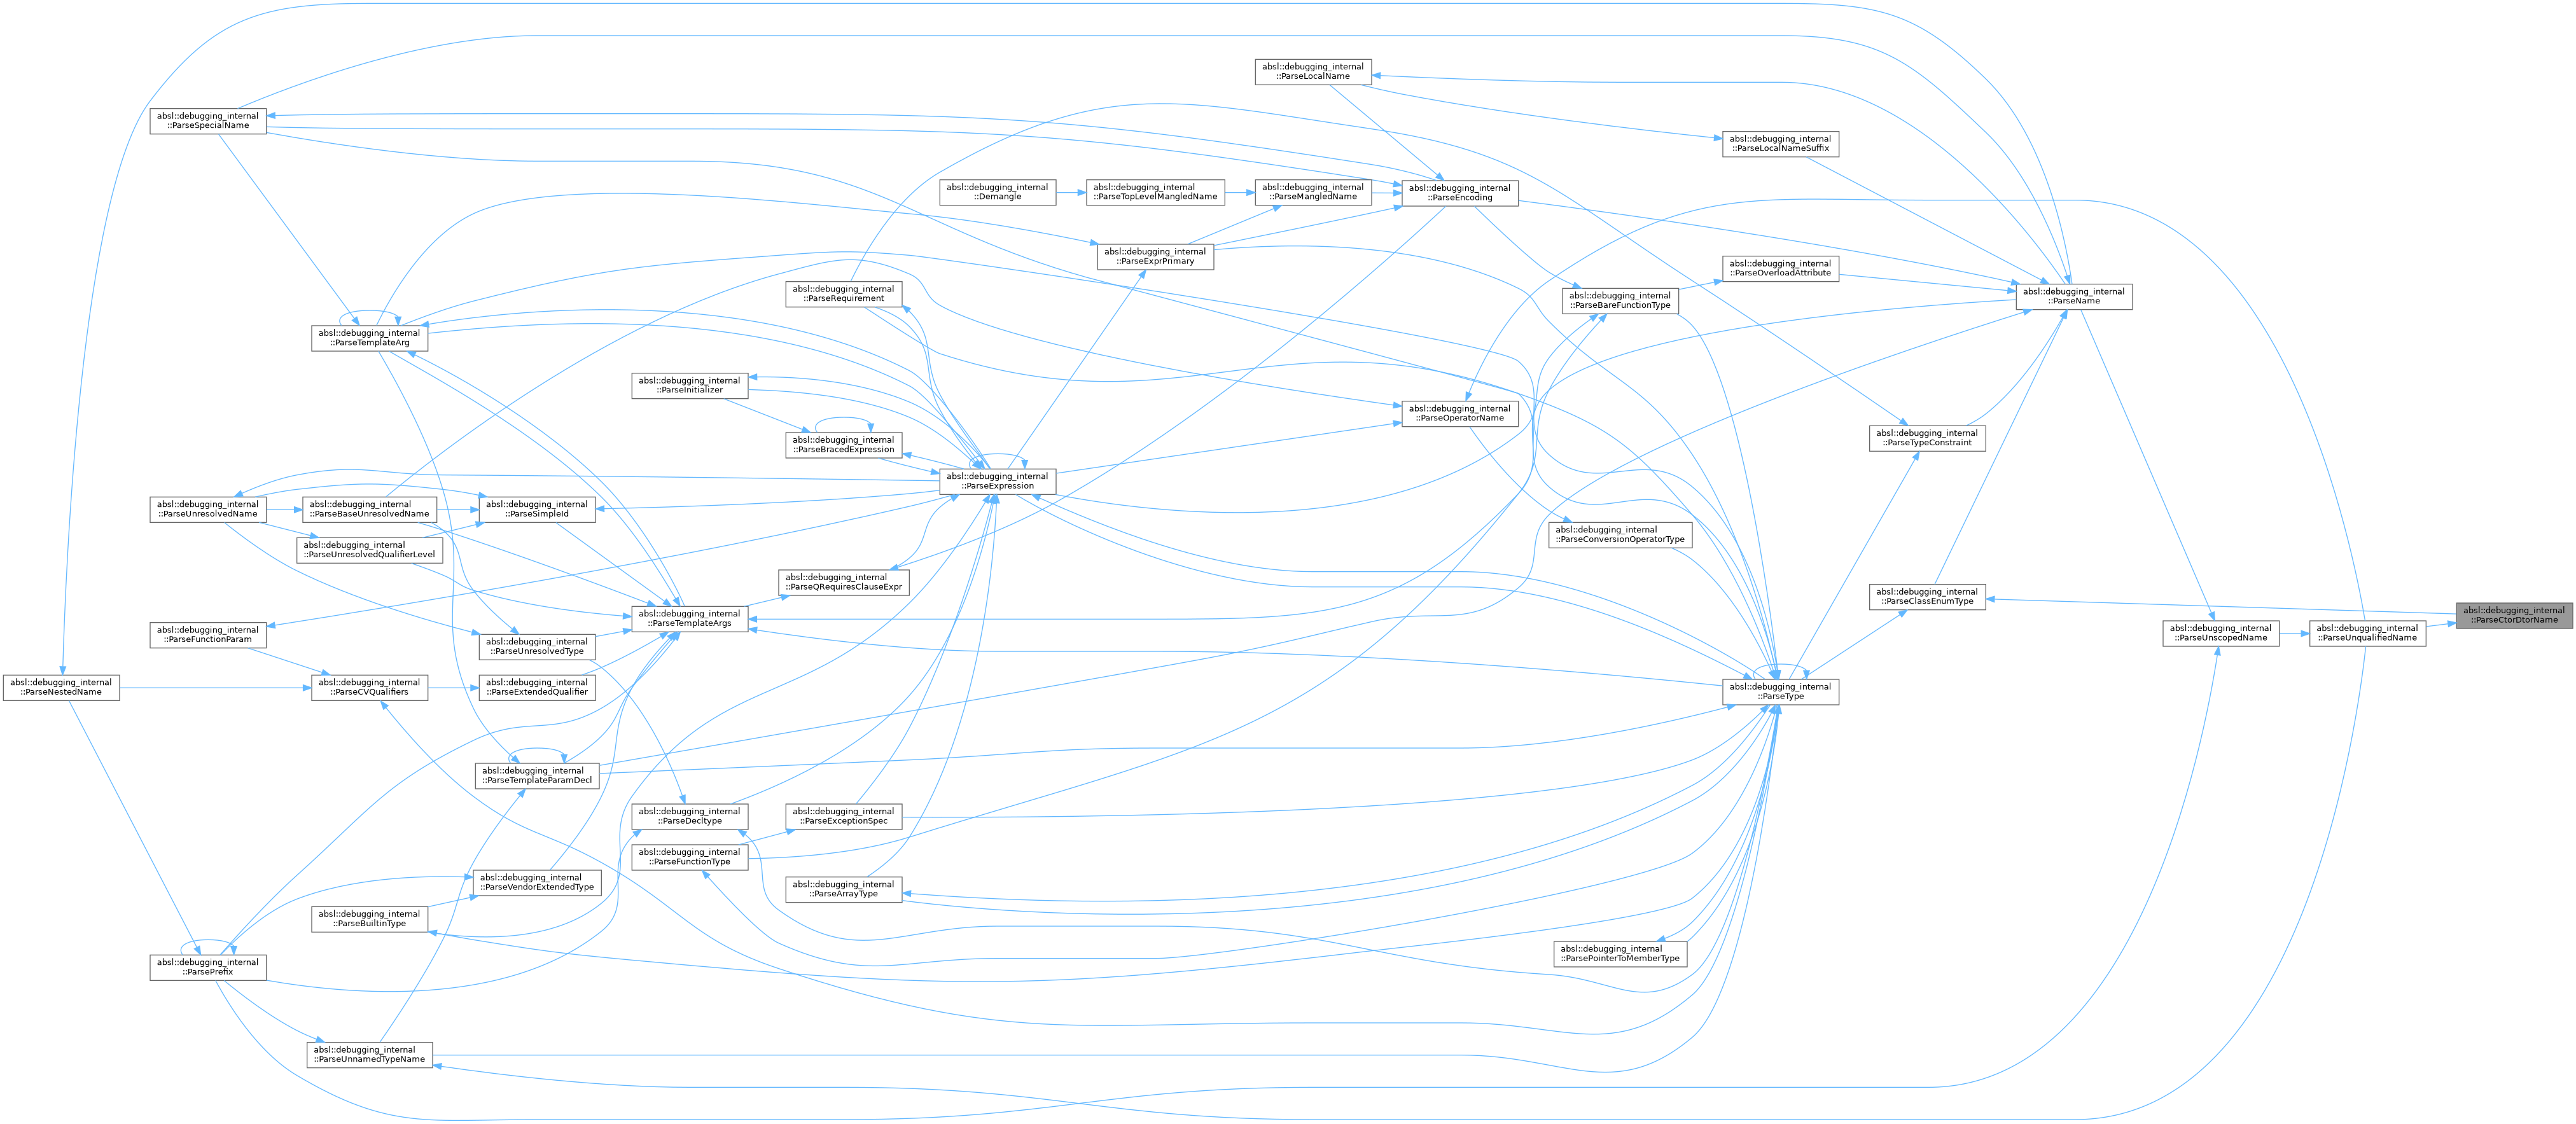 absl::debugging_internal
::ParseLocalName
absl::debugging_internal
::ParseSpecialName
absl::debugging_internal
::ParseLocalNameSuffix
absl::debugging_internal
::Demangle
absl::debugging_internal
::ParseTopLevelMangledName
absl::debugging_internal
::ParseMangledName
absl::debugging_internal
::ParseEncoding
absl::debugging_internal
::ParseExprPrimary
absl::debugging_internal
::ParseOverloadAttribute
absl::debugging_internal
::ParseRequirement
absl::debugging_internal
::ParseBareFunctionType
absl::debugging_internal
::ParseName
absl::debugging_internal
::ParseTemplateArg
absl::debugging_internal
::ParseInitializer
absl::debugging_internal
::ParseOperatorName
absl::debugging_internal
::ParseBracedExpression
absl::debugging_internal
::ParseTypeConstraint
absl::debugging_internal
::ParseExpression
absl::debugging_internal
::ParseUnresolvedName
absl::debugging_internal
::ParseBaseUnresolvedName
absl::debugging_internal
::ParseSimpleId
absl::debugging_internal
::ParseConversionOperatorType
absl::debugging_internal
::ParseUnresolvedQualifierLevel
absl::debugging_internal
::ParseQRequiresClauseExpr
absl::debugging_internal
::ParseClassEnumType
absl::debugging_internal
::ParseCtorDtorName
absl::debugging_internal
::ParseTemplateArgs
absl::debugging_internal
::ParseFunctionParam
absl::debugging_internal
::ParseUnresolvedType
absl::debugging_internal
::ParseUnscopedName
absl::debugging_internal
::ParseUnqualifiedName
absl::debugging_internal
::ParseNestedName
absl::debugging_internal
::ParseCVQualifiers
absl::debugging_internal
::ParseExtendedQualifier
absl::debugging_internal
::ParseType
absl::debugging_internal
::ParseTemplateParamDecl
absl::debugging_internal
::ParseDecltype
absl::debugging_internal
::ParseExceptionSpec
absl::debugging_internal
::ParseFunctionType
absl::debugging_internal
::ParseVendorExtendedType
absl::debugging_internal
::ParseArrayType
absl::debugging_internal
::ParseBuiltinType
absl::debugging_internal
::ParsePointerToMemberType
absl::debugging_internal
::ParsePrefix
absl::debugging_internal
::ParseUnnamedTypeName